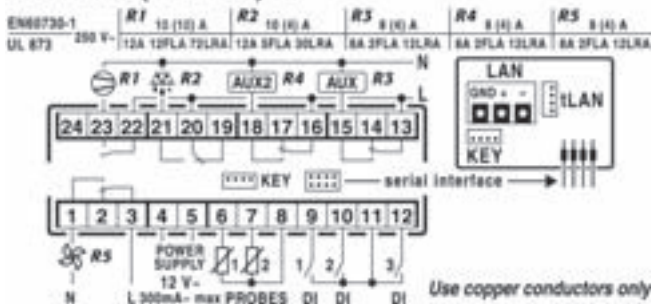 EN60730-1 R1 10 (10) A R2 10 (4) A R3 8 (4) A R4 8 (4) A R5 8 (4) A
UL 873 250 V~ 12A 12FLA 72LRA 12A 5FLA 30LRA 8A 2FLA 12LRA 8A 2FLA 12LRA 8A 2FLA 12LRA
N
R1 R2 AUX2 R4 AUX R3
L
LAN
GND + -
tLAN
KEY
24 23 22 21 20 19 18 17 16 15 14 13
KEY serial interface
1 2 3 4 5 6 7 8 9 10 11 12
R5 POWER SUPPLY 1 2 1 2 3
12 V~
N L 300mA~ max PROBES DI DI DI
Use copper conductors only